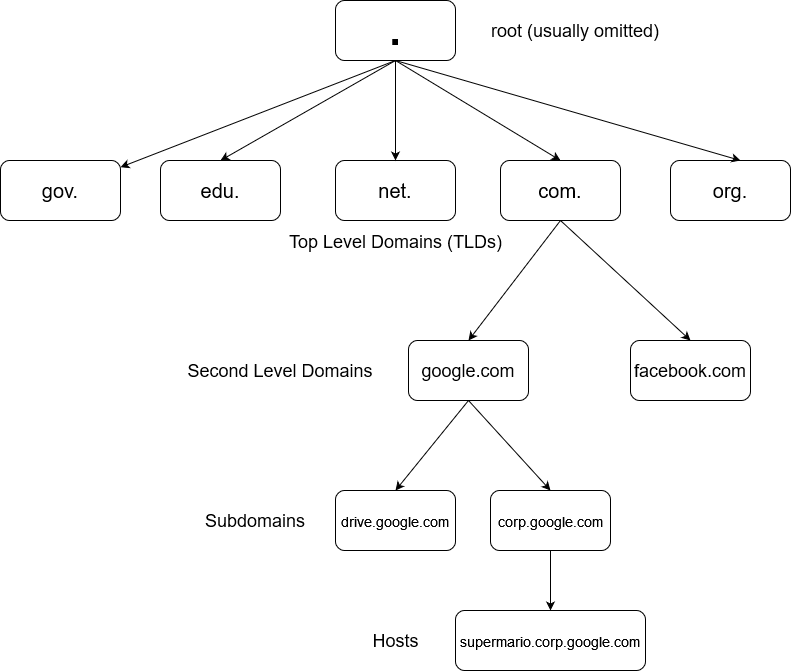 .
root (usually omitted)
gov.
edu.
net.
com.
org.
Top Level Domains (TLDs)
Second Level Domains
google.com
facebook.com
Subdomains
drive.google.com
corp.google.com
Hosts
supermario.corp.google.com